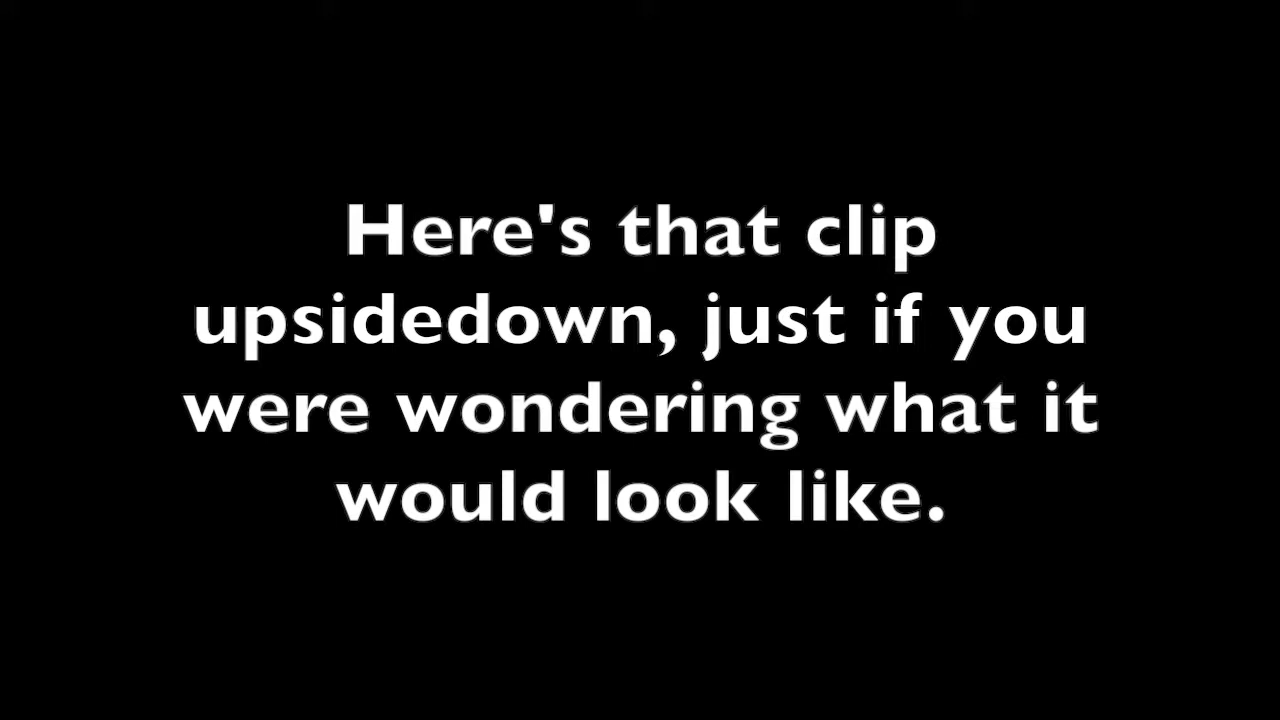 Here's that clip
upsidedown, just if you
were wondering what it
would look like.